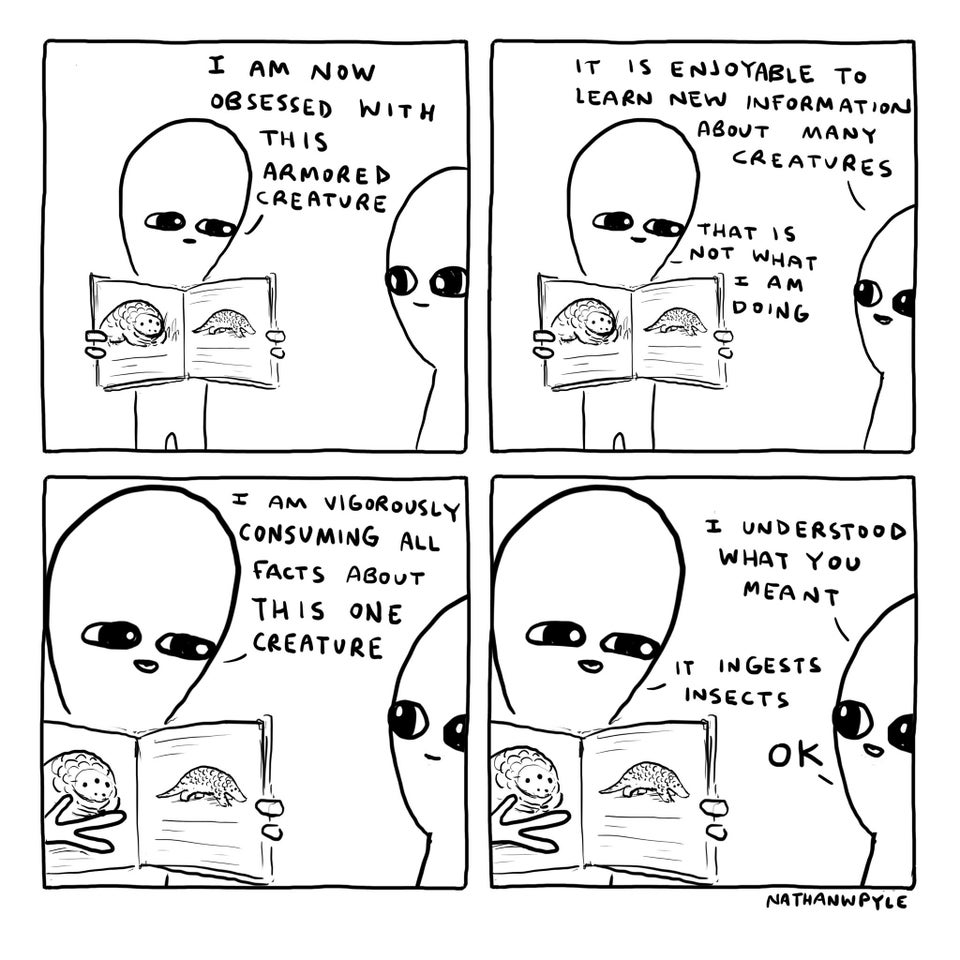 I AM NOW
OBSESSED WITH
THIS
ARMORED
CREATURE
IT IS ENJOYABLE TO
LEARN NEW INFORMATION
ABOUT MANY
CREATURES
THAT IS
NOT WHAT
I AM
DOING
I AM VIGOROUSLY
CONSUMING ALL
FACTS ABOUT
THIS ONE
CREATURE
I UNDERSTOOD
WHAT YOU
MEANT
IT INGESTS
INSECTS
OK
NATHANWPYLE